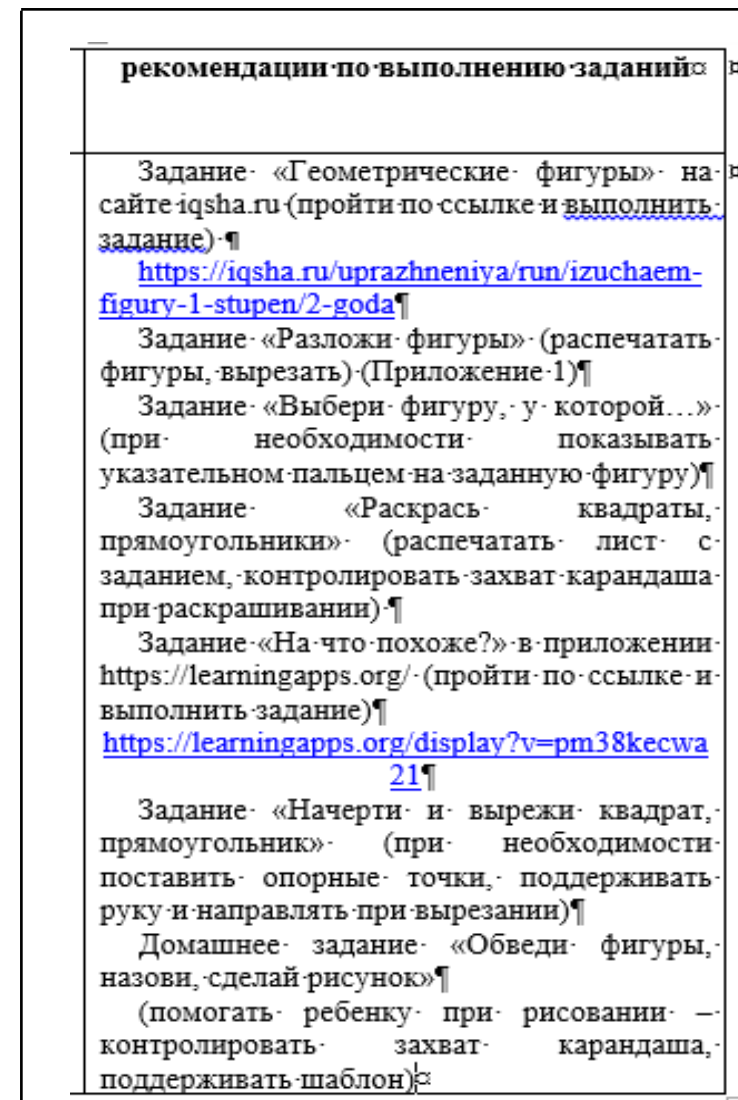 рекомендации по выполнению заданий
Задание «Геометрические фигуры» на
сайте iqsha.ru (пройти по ссылке и выполнить
задание)
https://iqsha.ru/uprazhneniya/run/izuchaem-
figury-1-stupen/2-goda
Задание «Разложи фигуры» (распечатать
фигуры, вырезать) (Приложение 1)
Задание «Выбери фигуру, у которой…»
(при необходимости показывать
указательном пальцем на заданную фигуру)
Задание «Раскрась квадраты,
прямоугольники» (распечатать лист с
заданием, контролировать захват карандаша
при раскрашивании)
Задание «На что похоже?» в приложении
https://learningapps.org/ (пройти по ссылке и
выполнить задание)
https://learningapps.org/display?v=pm38kecwa
21
Задание «Начерти и вырежи квадрат,
прямоугольник» (при необходимости
поставить опорные точки, поддерживать
руку и направлять при вырезании)
Домашнее задание «Обведи фигуры,
назови, сделай рисунок»
(помогать ребенку при рисовании –
контролировать захват карандаша,
поддерживать шаблон)